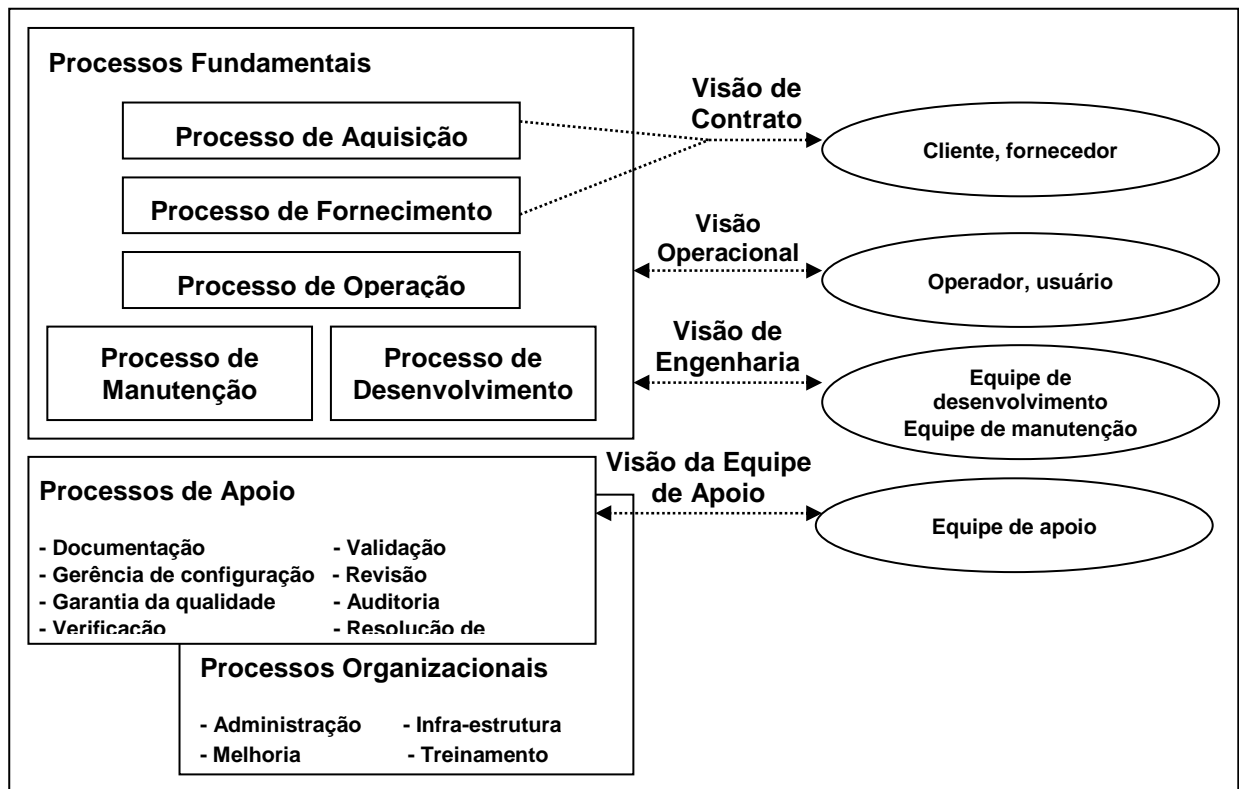 Processos Fundamentais
Processo de Aquisição
Processo de Fornecimento
Processo de Operação
Processo de
Manutenção
Processo de
Desenvolvimento
Visão de
Contrato
Cliente, fornecedor
Visão
Operacional
Operador, usuário
Visão de
Engenharia
Equipe de
desenvolvimento
Equipe de manutenção
Visão da Equipe
de Apoio
Equipe de apoio
Processos de Apoio
- Documentação
- Gerência de configuração
- Garantia da qualidade
- Verificação
- Validação
- Revisão
- Auditoria
- Resolução de
Processos Organizacionais
- Administração
- Melhoria
- Infra-estrutura
- Treinamento